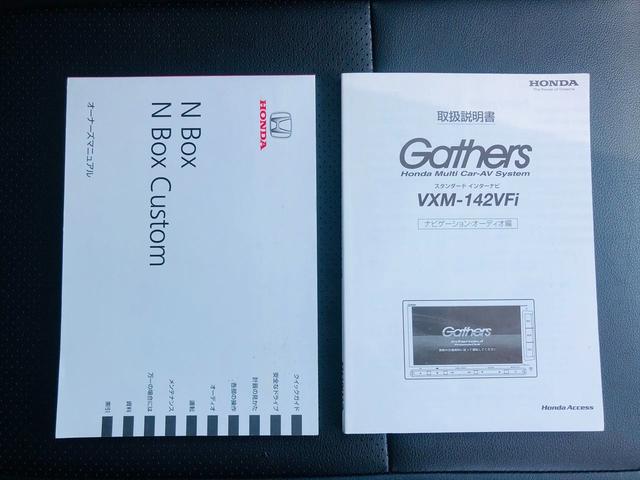 HONDA
N Box
N Box Custom
オーナーズマニュアル
クイックガイド
安全なドライブ
計器の見かた
各部の操作
オーディオ
運転
メンテナンス
万一の場合には
資料
索引
HONDA
The Power of Dreams
取扱説明書
Gathers
Honda Multi Car-AV System
スタンダード インターナビ
VXM-142VFi
ナビゲーション・オーディオ編
Gathers
internavi
Honda Access